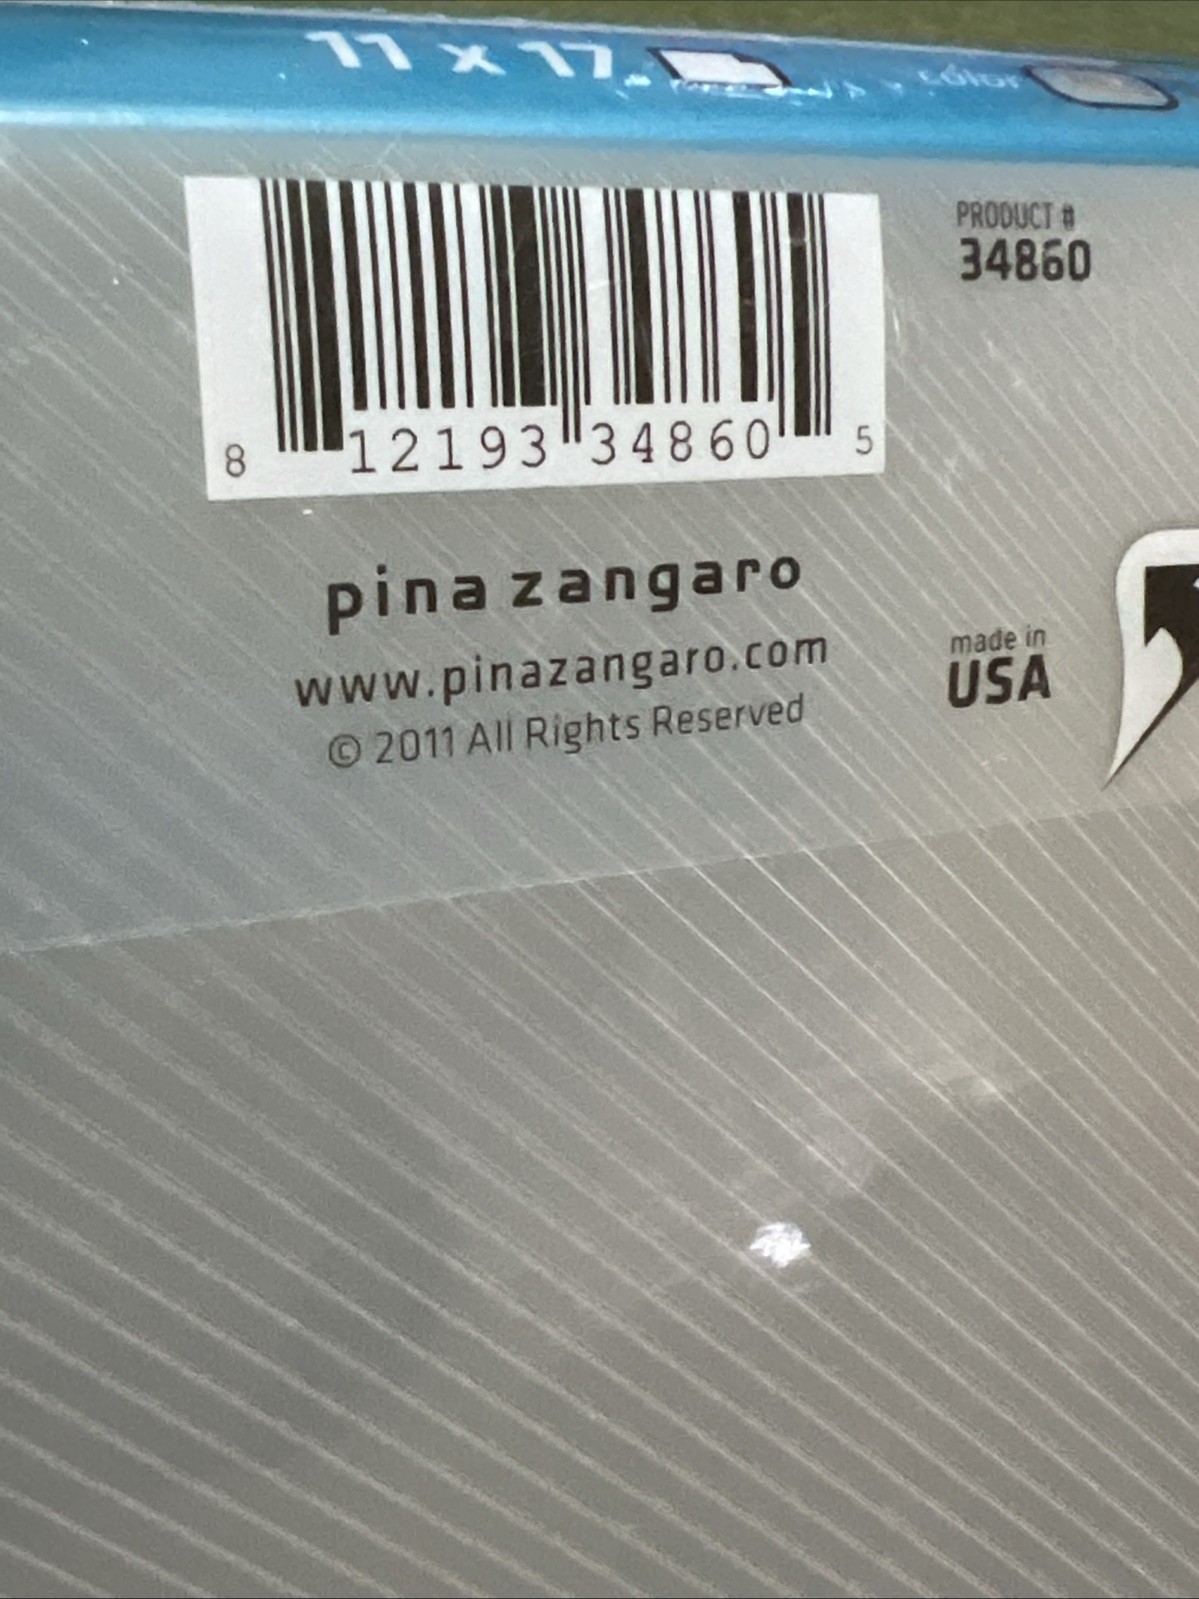 11 x 17
color
PRODUCT #
34860
8 12193 34860 5
pina zangaro
www.pinazangaro.com
© 2011 All Rights Reserved
made in
USA